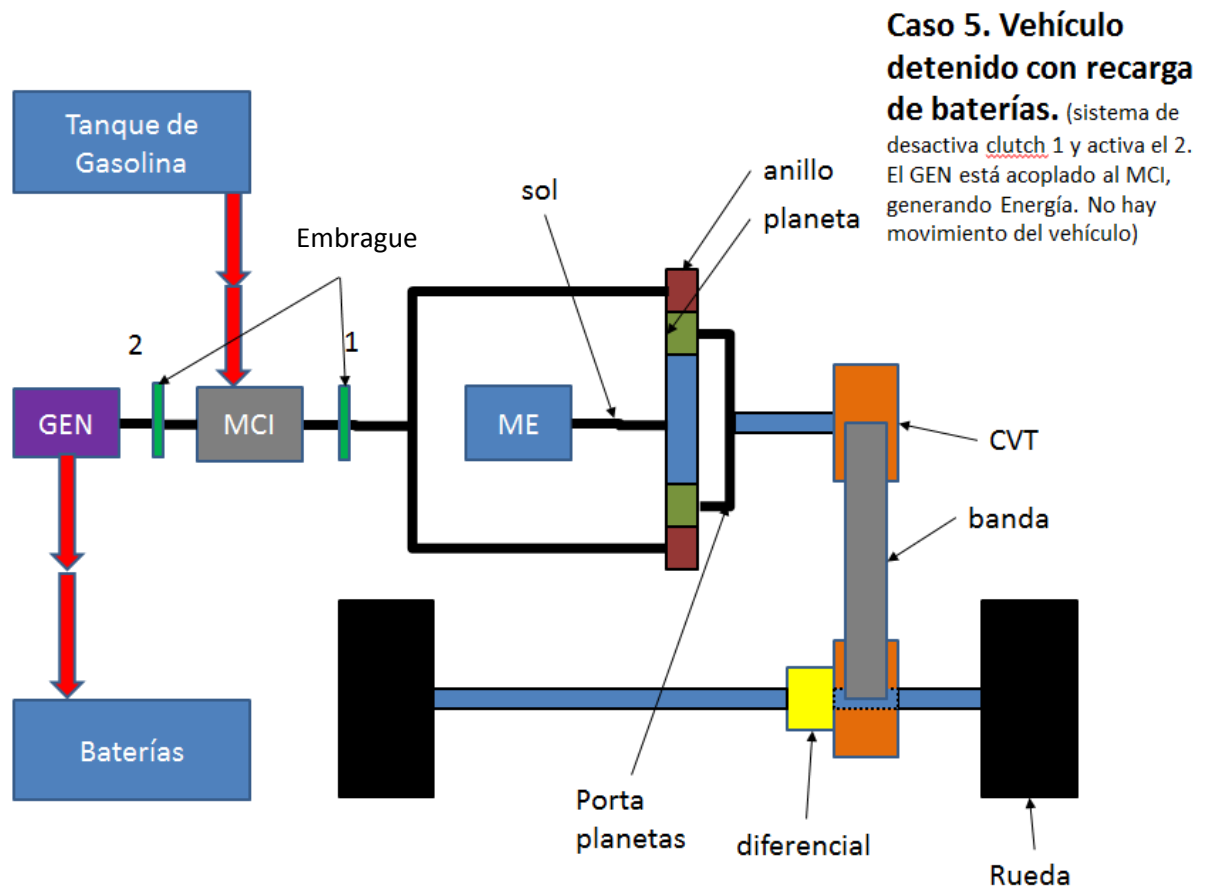 Caso 5. Vehículo
detenido con recarga
de baterías. (sistema de
desactiva clutch 1 y activa el 2.
El GEN está acoplado al MCI,
generando Energía. No hay
movimiento del vehículo)
Tanque de
Gasolina
sol
anillo
planeta
Embrague
2
1
GEN
MCI
ME
CVT
banda
Baterías
Porta
planetas
diferencial
Rueda